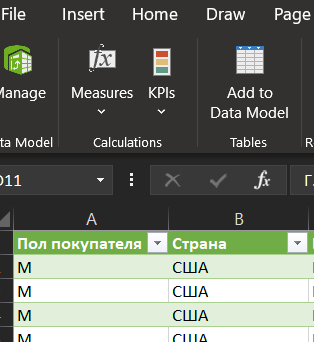 File Insert Home Draw Page
Manage Measures KPIs Add to
Data Model
ta Model Calculations Tables R
O11 fx Г
A B
Пол покупателя Страна
М США
М США
М США
М США